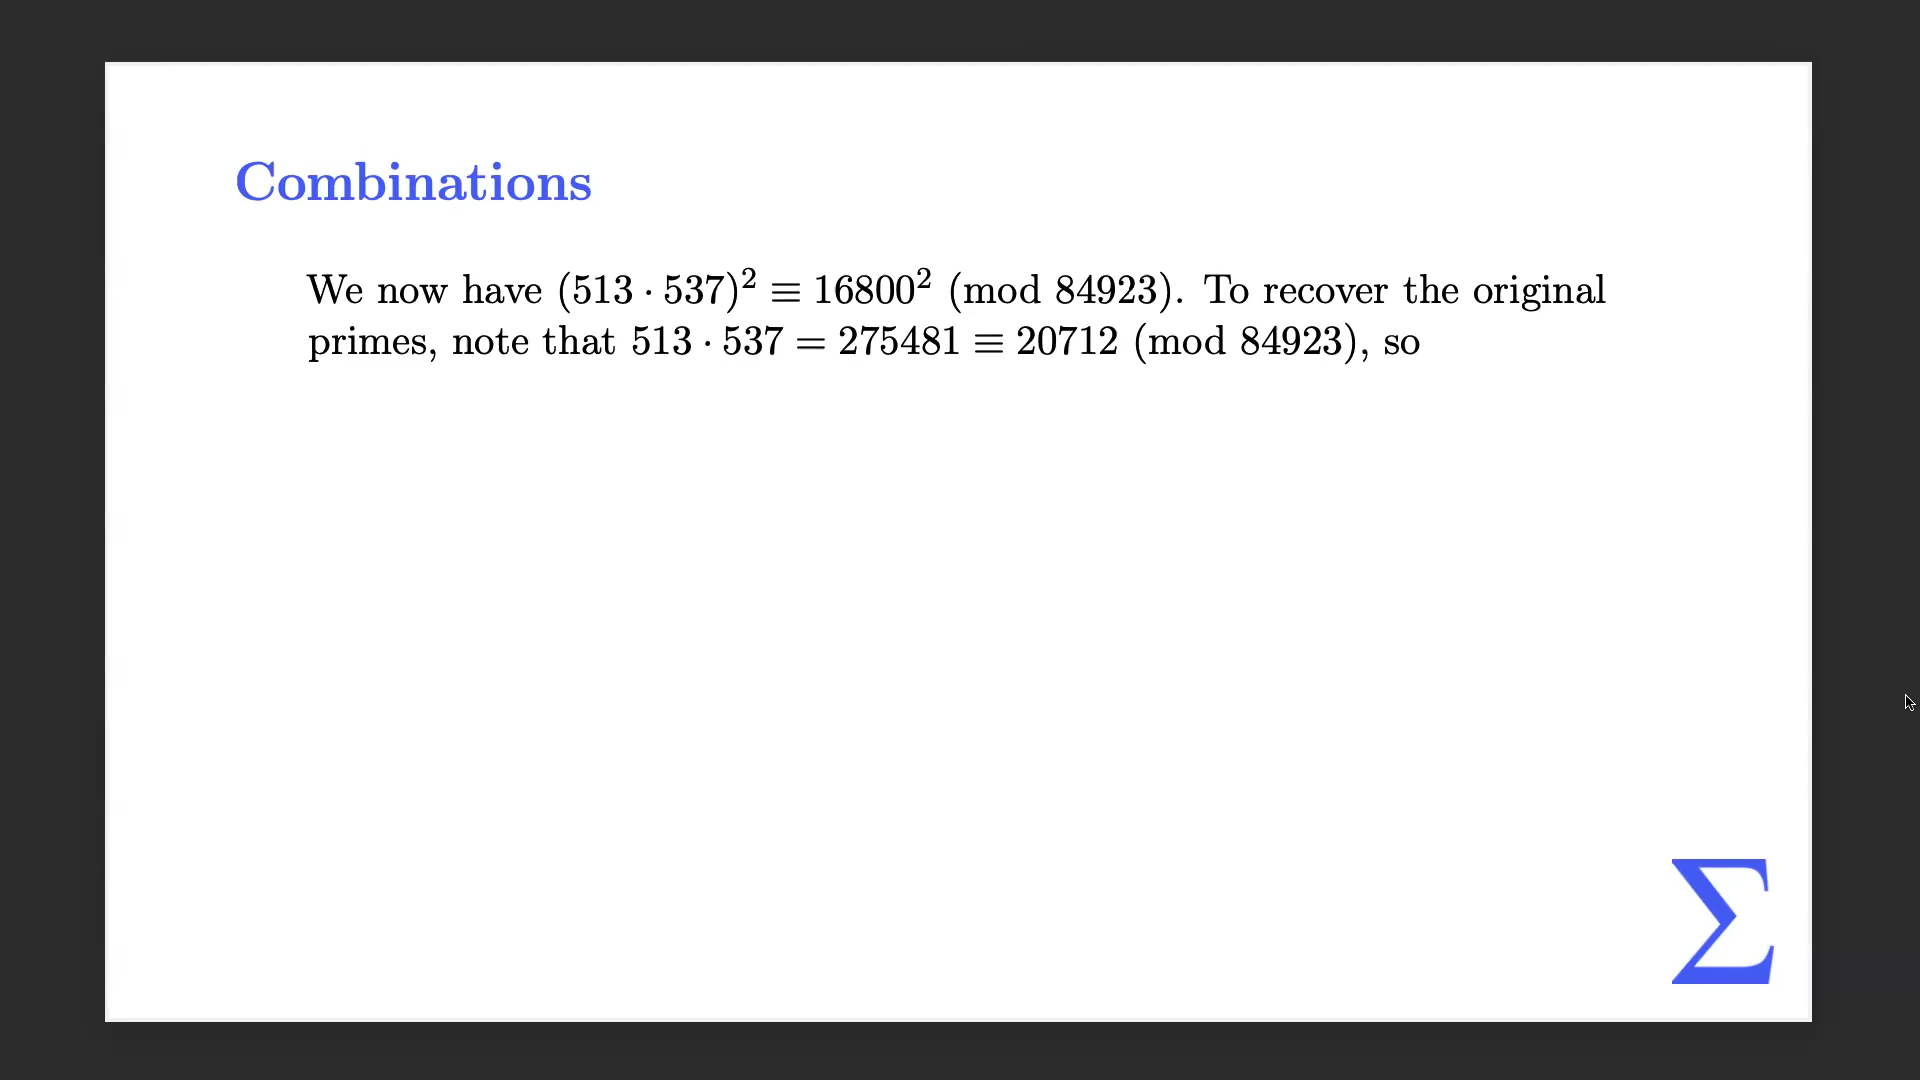 Combinations
We now have (513 · 537)² ≡ 16800² (mod 84923). To recover the original
primes, note that 513 · 537 = 275481 ≡ 20712 (mod 84923), so
Σ